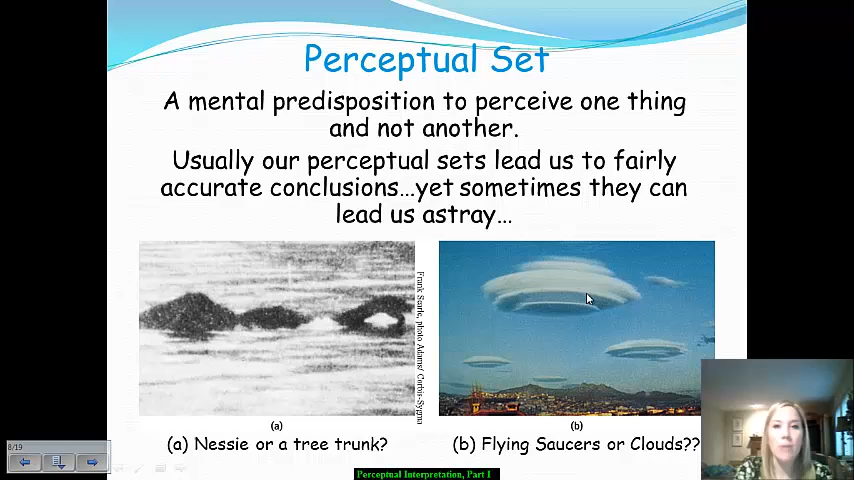 Perceptual Set
A mental predisposition to perceive one thing
and not another.
Usually our perceptual sets lead us to fairly
accurate conclusions…yet sometimes they can
lead us astray…
Frank Searle, photo Adams/ Corbis-Sygma
(a)
(b)
(a) Nessie or a tree trunk?
(b) Flying Saucers or Clouds??
8/19
Perceptual Interpretation, Part I